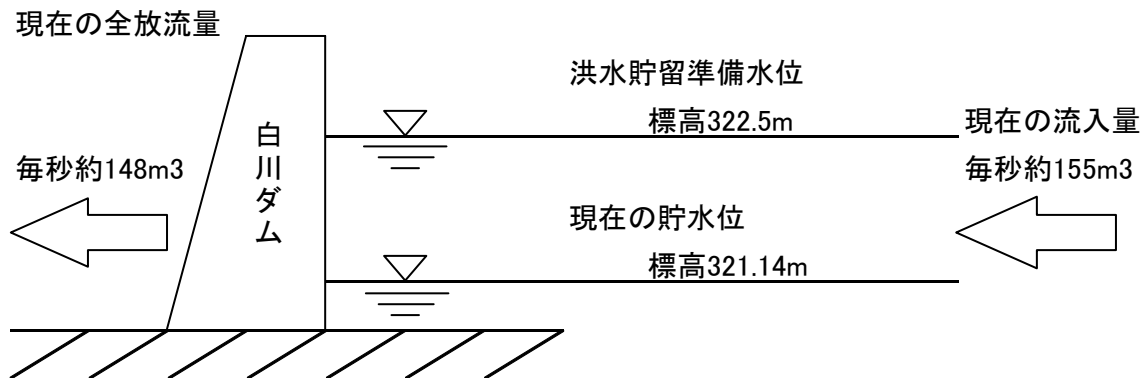 現在の全放流量
毎秒約148m3
白川ダム
洪水貯留準備水位
標高322.5m
現在の貯水位
標高321.14m
現在の流入量
毎秒約155m3